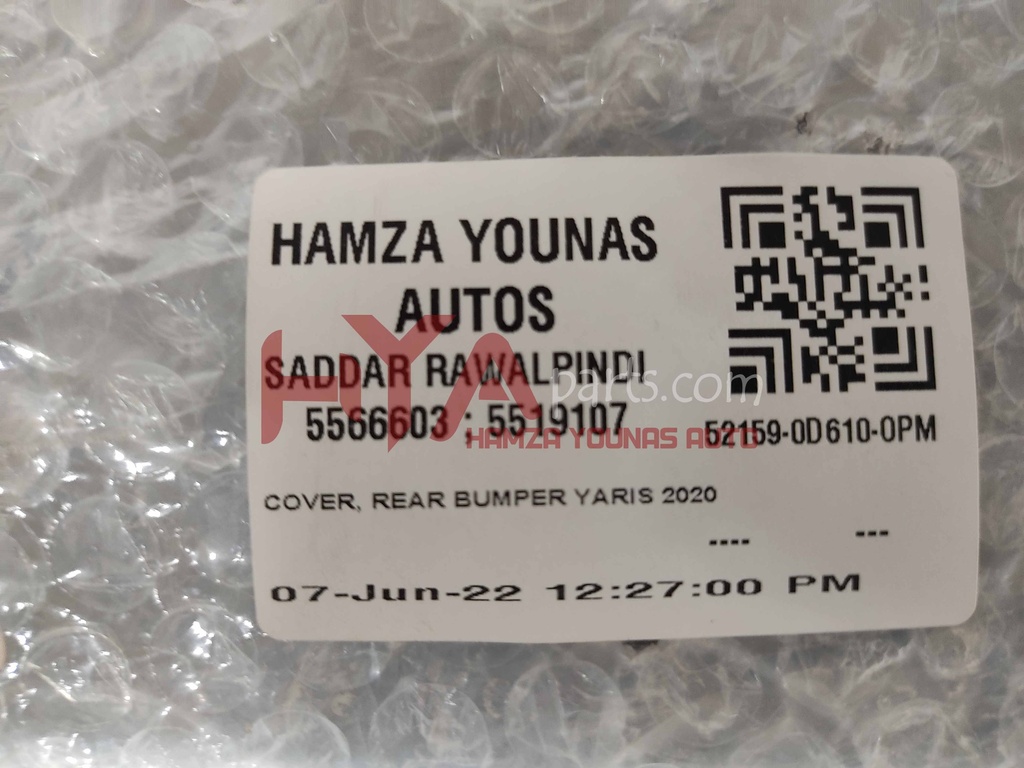 HAMZA YOUNAS
AUTOS
SADDAR RAWALPINDI
5566603 ; 5519107
52159-0D610-0PM
HYA parts.com
HAMZA YOUNAS AUTO
COVER, REAR BUMPER YARIS 2020
.... ---
07-Jun-22 12:27:00 PM